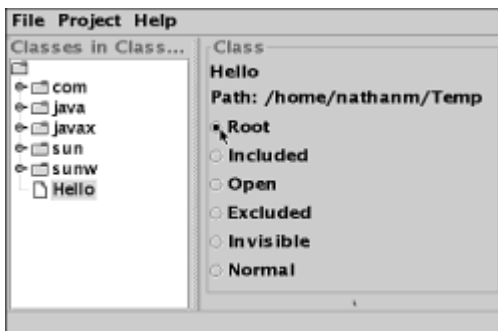 File Project Help
Classes in Class...
com
java
javax
sun
sunw
Hello
Class
Hello
Path: /home/nathanm/Temp
Root
Included
Open
Excluded
Invisible
Normal